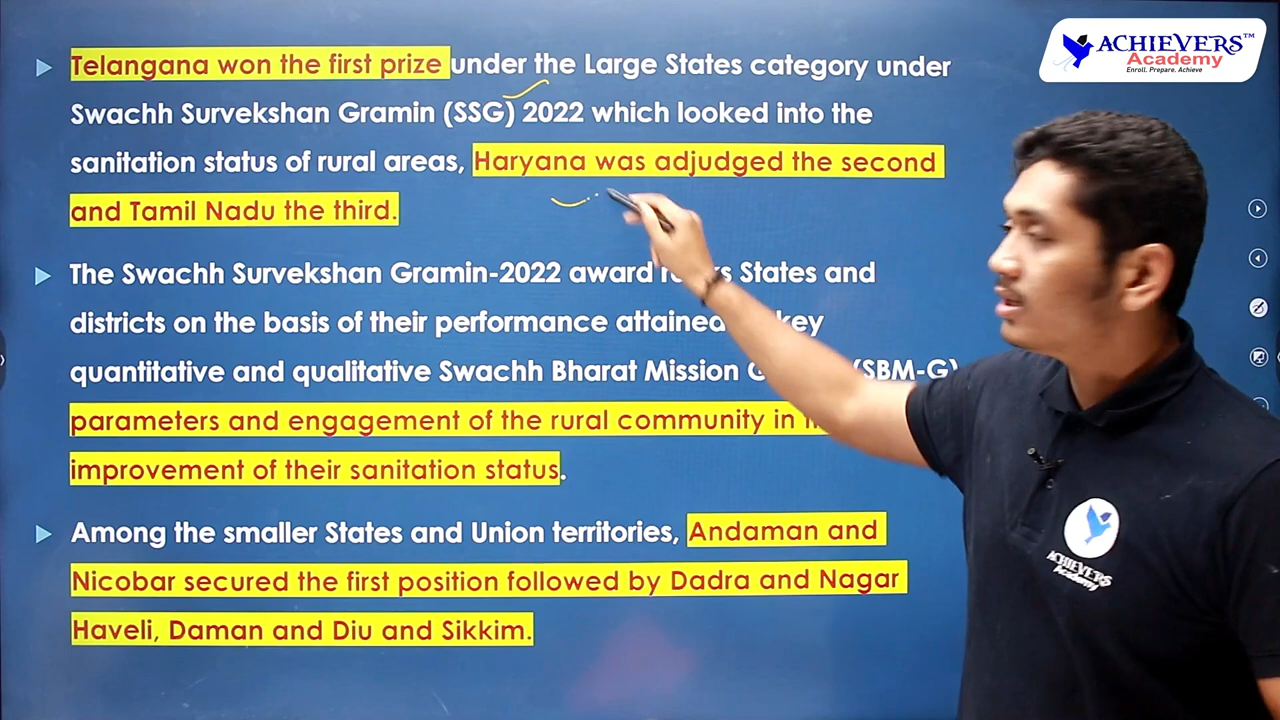 ACHIEVERS™
Academy
Enroll. Prepare. Achieve
Telangana won the first prize under the Large States category under
Swachh Survekshan Gramin (SSG) 2022 which looked into the
sanitation status of rural areas, Haryana was adjudged the second
and Tamil Nadu the third.
The Swachh Survekshan Gramin-2022 award States and
districts on the basis of their performance attained key
quantitative and qualitative Swachh Bharat Mission (SBM-G)
parameters and engagement of the rural community in
improvement of their sanitation status.
Among the smaller States and Union territories, Andaman and
Nicobar secured the first position followed by Dadra and Nagar
Haveli, Daman and Diu and Sikkim.
ACHIEVERS
Academy